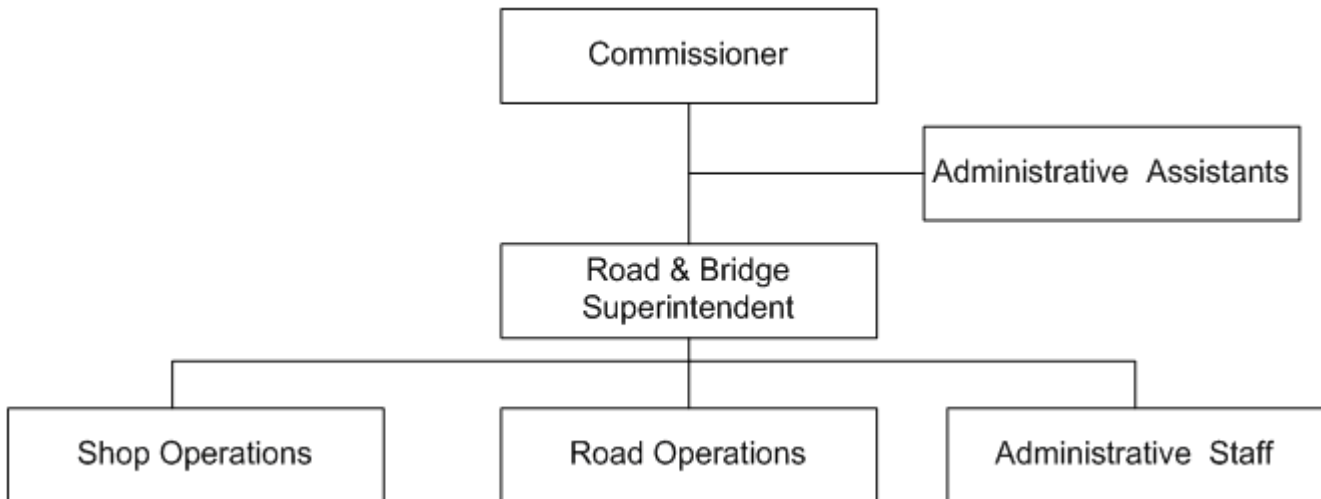 Commissioner
Administrative Assistants
Road & Bridge
Superintendent
Shop Operations
Road Operations
Administrative Staff